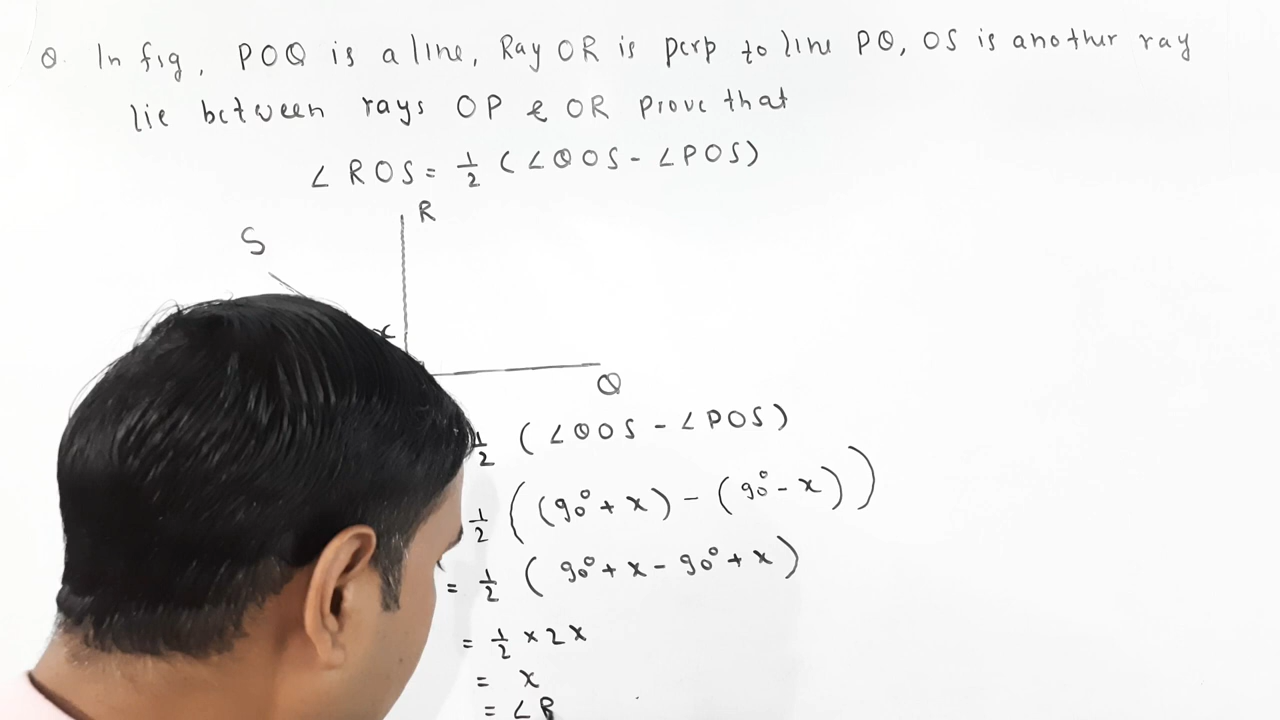 Q. In fig, POQ is a line, Ray OR is perp to line PQ, OS is another ray
lie between rays OP & OR Prove that
∠ROS = 1/2 (∠QOS - ∠POS)
R
S
x
Q
1/2 (∠QOS - ∠POS)
1/2 ((90° + x) - (90° - x))
= 1/2 (90° + x - 90° + x)
= 1/2 × 2x
= x
= ∠R